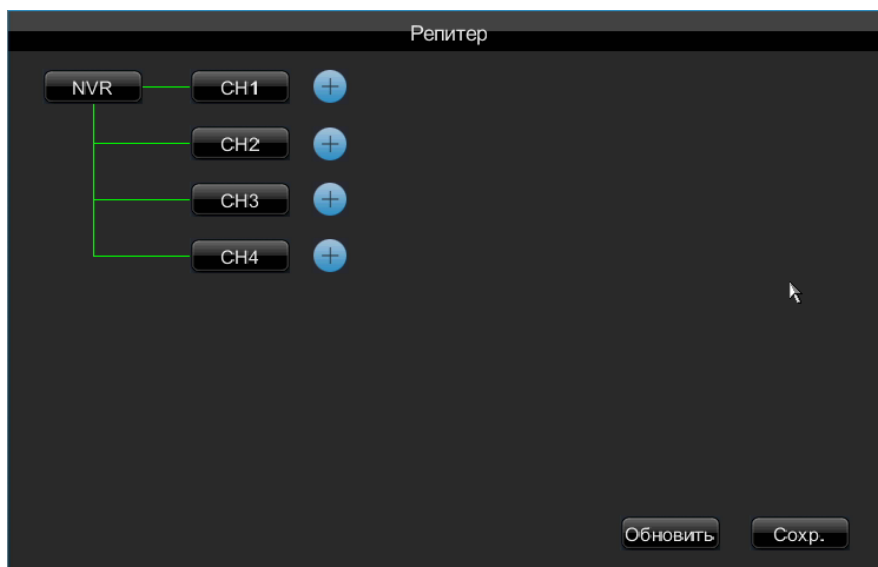 Репитер
NVR CH1 +
CH2 +
CH3 +
CH4 +
Обновить Сохр.